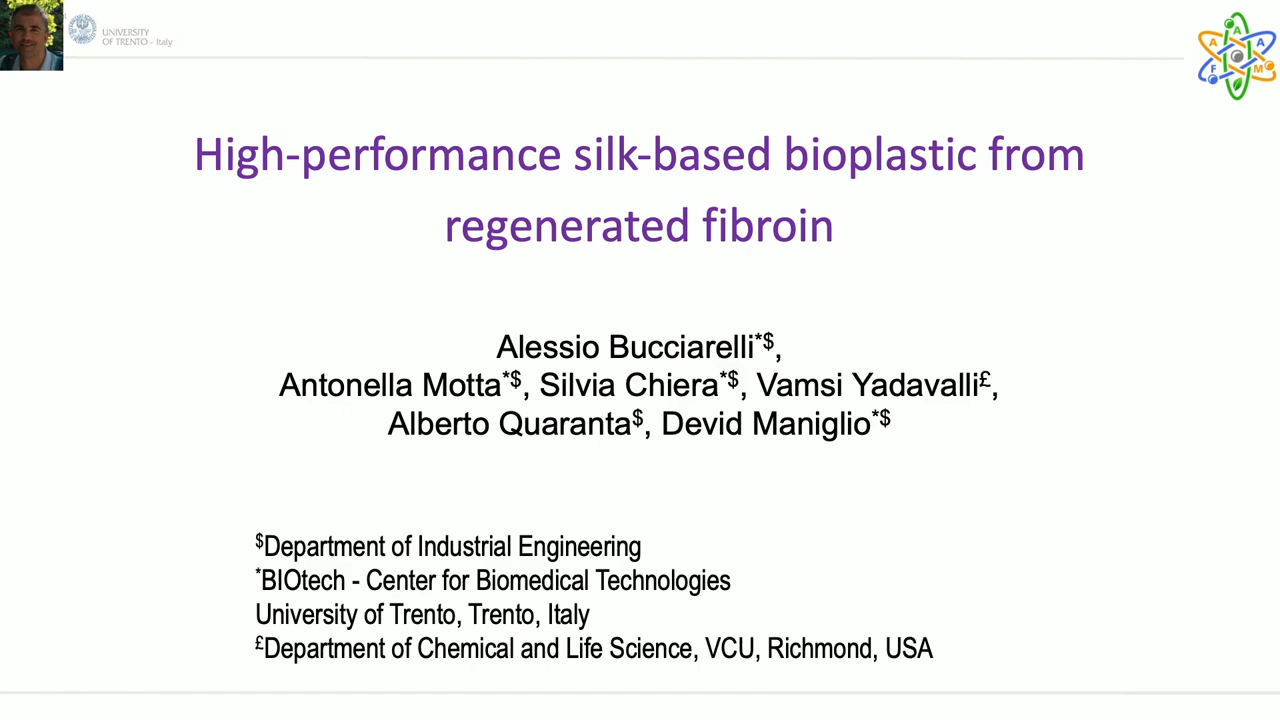 UNIVERSITY
OF TRENTO - Italy
A
A A
F M
High-performance silk-based bioplastic from
regenerated fibroin
Alessio Bucciarelli*$,
Antonella Motta*$, Silvia Chiera*$, Vamsi Yadavalli£,
Alberto Quaranta$, Devid Maniglio*$
$Department of Industrial Engineering
*BIOtech - Center for Biomedical Technologies
University of Trento, Trento, Italy
£Department of Chemical and Life Science, VCU, Richmond, USA